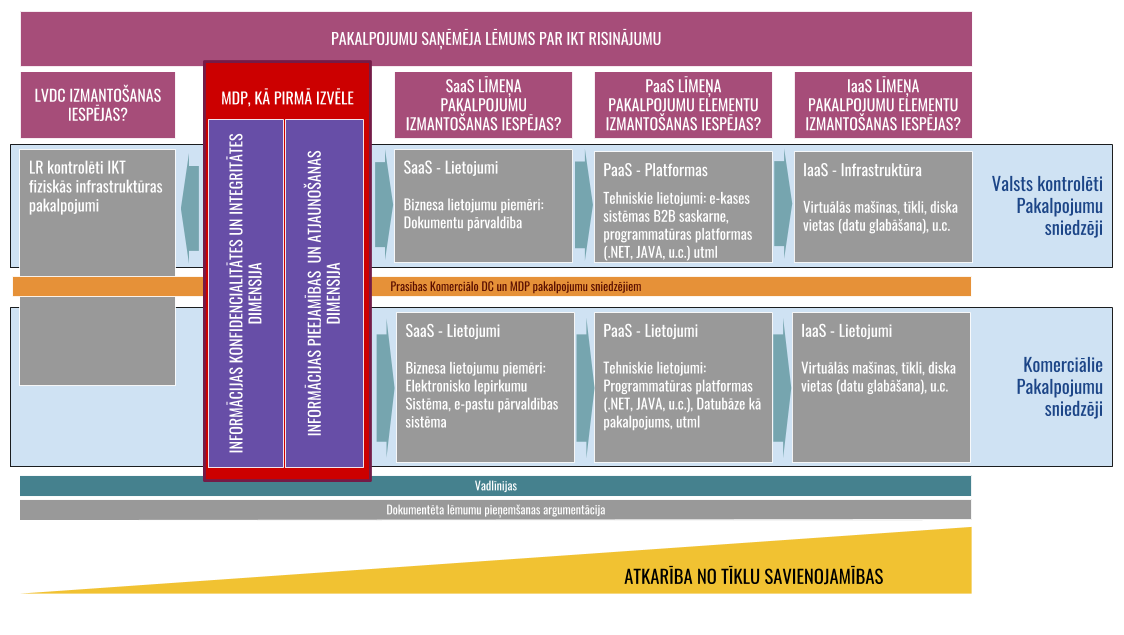 PAKALPOJUMU SAŅĒMĒJA LĒMUMS PAR IKT RISINĀJUMU
LVDC IZMANTOŠANAS
IESPĒJAS?
MDP, KĀ PIRMĀ IZVĒLE
SaaS LĪMEŅA
PAKALPOJUMU
IZMANTOŠANAS IESPĒJAS?
PaaS LĪMEŅA
PAKALPOJUMU ELEMENTU
IZMANTOŠANAS IESPĒJAS?
IaaS LĪMEŅA
PAKALPOJUMU ELEMENTU
IZMANTOŠANAS IESPĒJAS?
LR kontrolēti IKT
fiziskās infrastruktūras
pakalpojumi
INFORMĀCIJAS KONFIDENCIALITĀTES UN INTEGRITĀTES
DIMENSIJA
INFORMĀCIJAS PIEEJAMĪBAS UN ATJAUNOŠANAS
DIMENSIJA
SaaS - Lietojumi
Biznesa lietojumu piemēri:
Dokumentu pārvaldība
PaaS - Platformas
Tehniskie lietojumi: e-kases
sistēmas B2B saskarne,
programmatūras platformas
(.NET, JAVA, u.c.) utml
IaaS - Infrastruktūra
Virtuālās mašīnas, tīkli, diska
vietas (datu glabāšana), u.c.
Valsts kontrolēti
Pakalpojumu
sniedzēji
Prasības Komerciālo DC un MDP pakalpojumu sniedzējiem
SaaS - Lietojumi
Biznesa lietojumu piemēri:
Elektronisko Iepirkumu
Sistēma, e-pastu pārvaldības
sistēma
PaaS - Lietojumi
Tehniskie lietojumi:
Programmatūras platformas
(.NET, JAVA, u.c.), Datubāze kā
pakalpojums, utml
IaaS - Lietojumi
Virtuālās mašīnas, tīkli, diska
vietas (datu glabāšana), u.c.
Komerciālie
Pakalpojumu
sniedzēji
Vadlīnijas
Dokumentēta lēmumu pieņemšanas argumentācija
ATKARĪBA NO TĪKLU SAVIENOJAMĪBAS